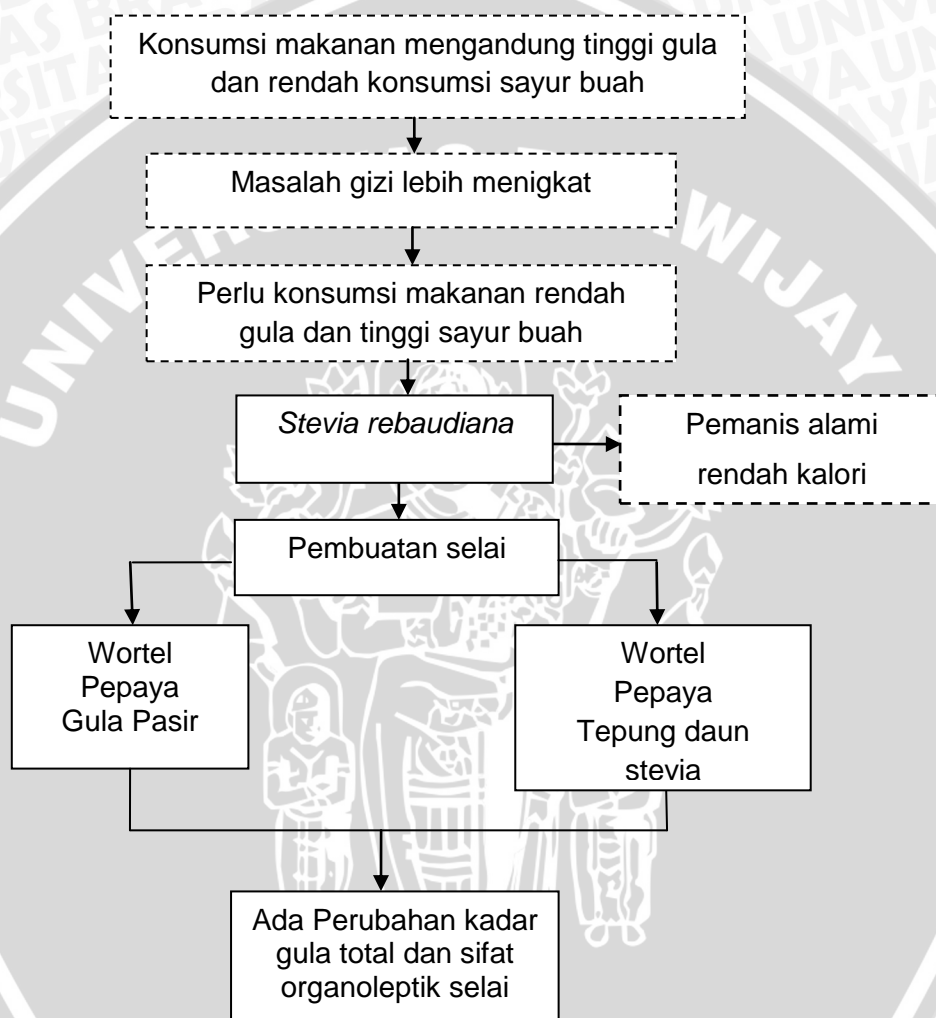 Konsumsi makanan mengandung tinggi gula
dan rendah konsumsi sayur buah
Masalah gizi lebih menigkat
Perlu konsumsi makanan rendah
gula dan tinggi sayur buah
Stevia rebaudiana
Pemanis alami
rendah kalori
Pembuatan selai
Wortel
Pepaya
Gula Pasir
Wortel
Pepaya
Tepung daun
stevia
Ada Perubahan kadar
gula total dan sifat
organoleptik selai